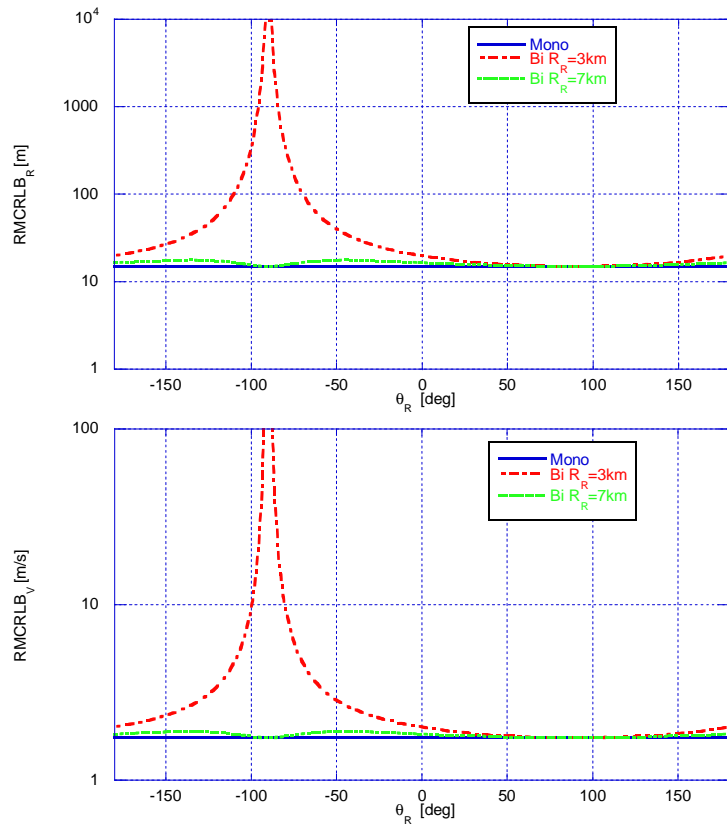 10^4
1000
100
10
1
RMCRLB_R [m]
Mono
Bi R_R=3km
Bi R_R=7km
-150 -100 -50 0 50 100 150
θ_R [deg]
100
10
1
RMCRLB_V [m/s]
Mono
Bi R_R=3km
Bi R_R=7km
-150 -100 -50 0 50 100 150
θ_R [deg]